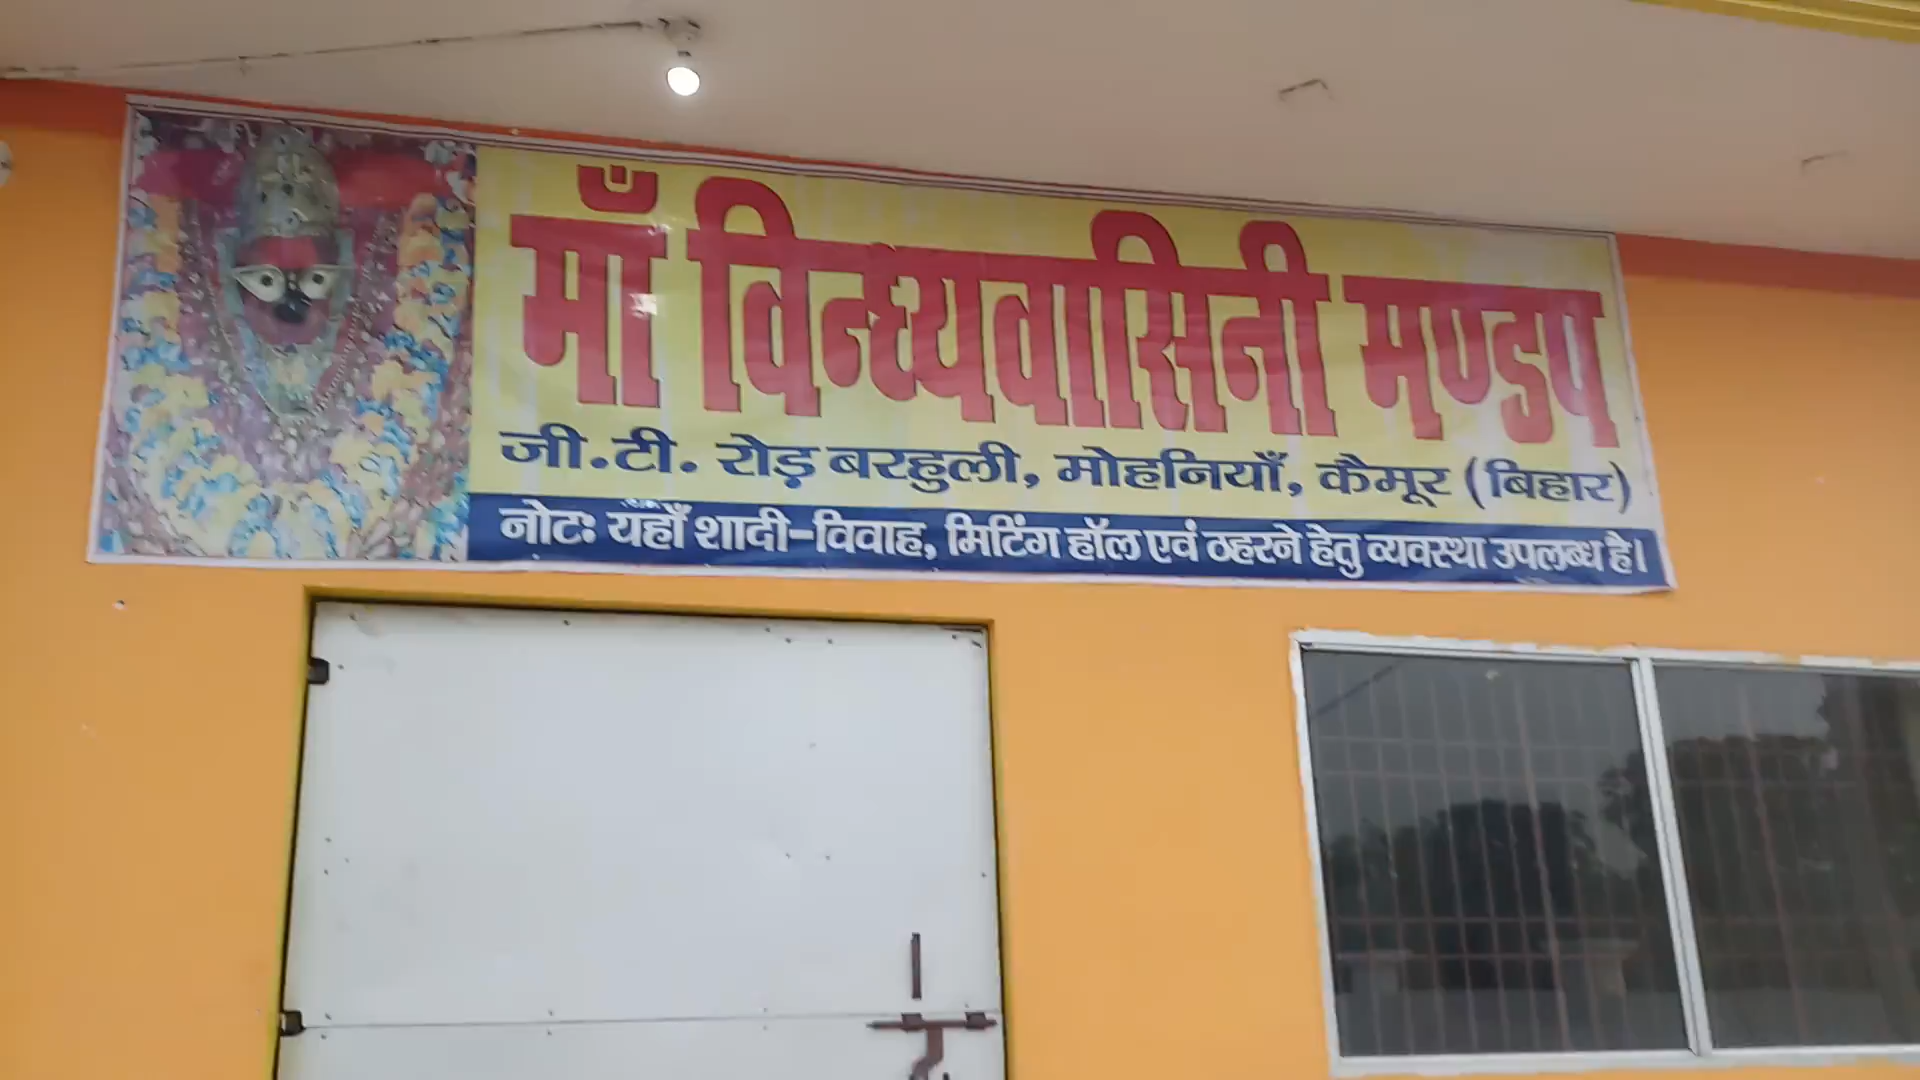 माँ विन्ध्यवासिनी मण्डप
जी.टी. रोड़ बरहुली, मोहनियाँ, कैमूर (बिहार)
नोटः यहाँ शादी-विवाह, मिटिंग हॉल एवं ठहरने हेतु व्यवस्था उपलब्ध है।